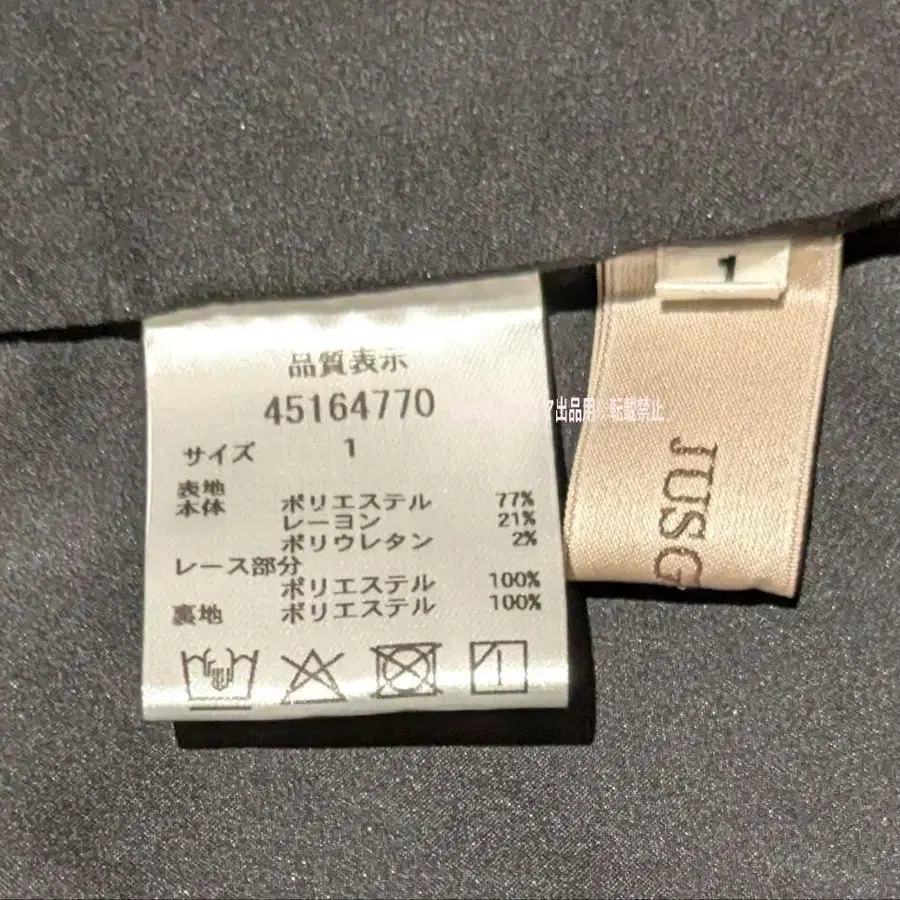 1
品質表示
45164770
出品用 転載禁止
サイズ 1
表地
本体 ポリエステル 77%
レーヨン 21%
ポリウレタン 2%
レース部分
ポリエステル 100%
裏地 ポリエステル 100%
JUSG